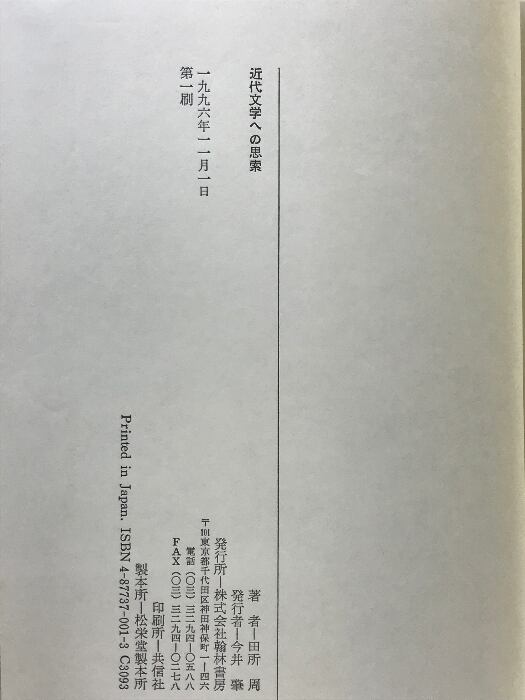 近代文学への思索
一九九六年一一月一日
第一刷
著 者―田所 周
発行者―今井 肇
発行所―株式会社翰林書房
〒101東京都千代田区神田神保町一―一四六
電話(〇三)三二九四―〇五八八
FAX(〇三)三二九四―〇二七八
印刷所―共信社
製本所―松栄堂製本所
Printed in Japan. ISBN 4-87737-001-3 C3093